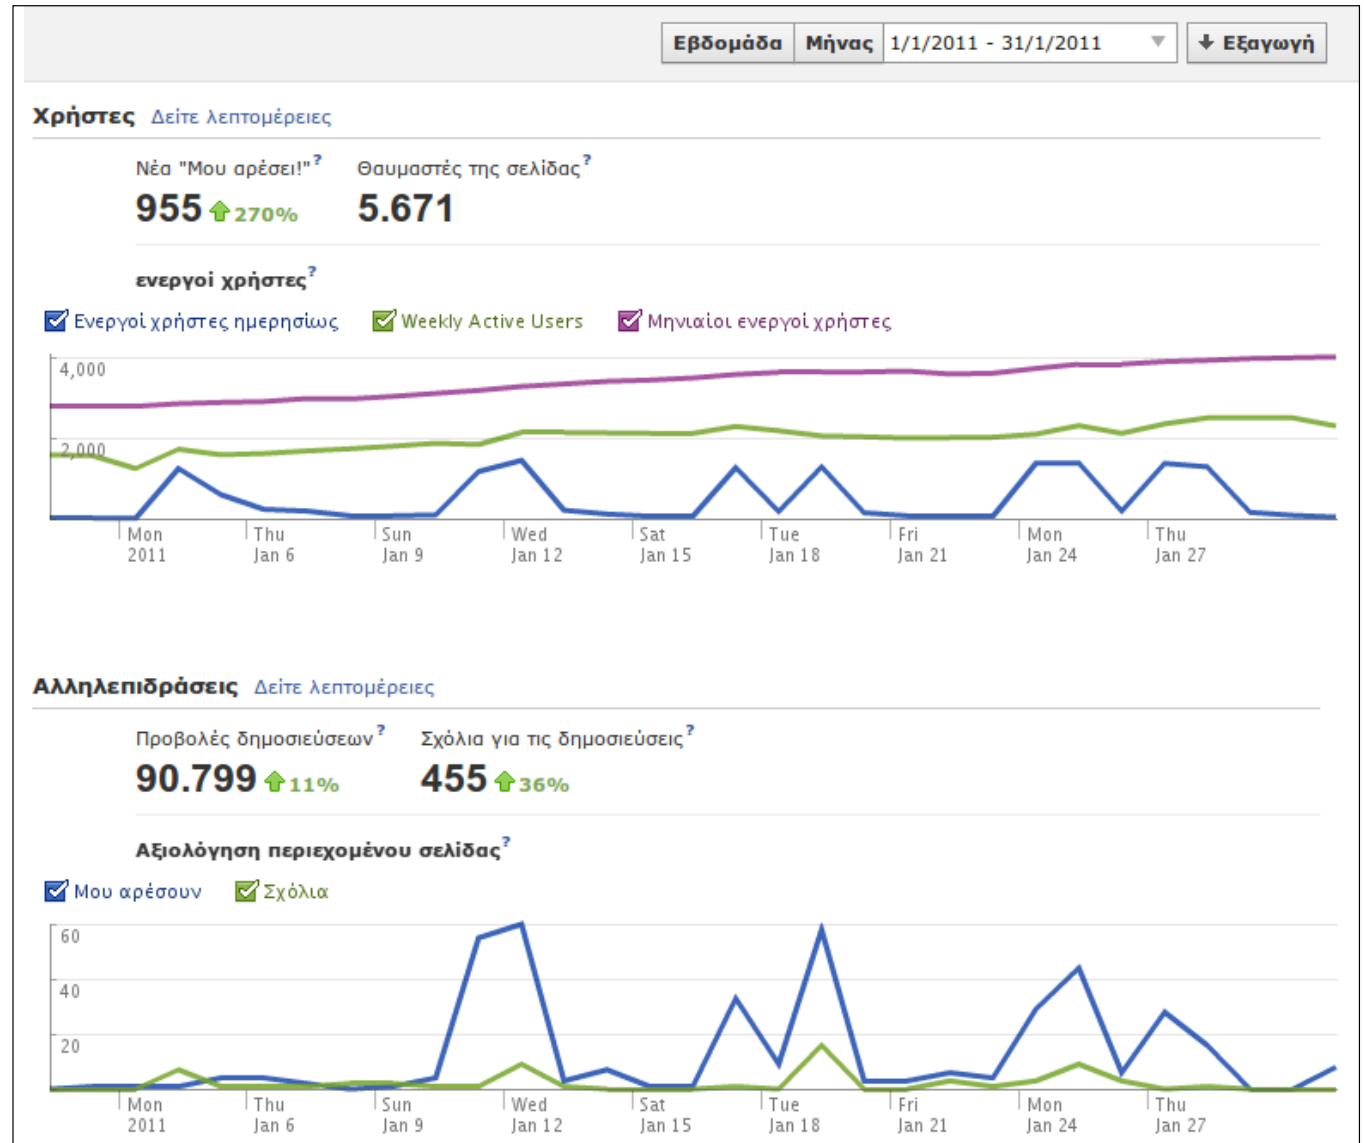 Εβδομάδα Μήνας 1/1/2011 - 31/1/2011 Εξαγωγή
Χρήστες Δείτε λεπτομέρειες
Νέα "Μου αρέσει!"? Θαυμαστές της σελίδας?
955 270% 5.671
ενεργοί χρήστες?
Ενεργοί χρήστες ημερησίως Weekly Active Users Μηνιαίοι ενεργοί χρήστες
4,000
2,000
Mon Thu Sun Wed Sat Tue Fri Mon Thu
2011 Jan 6 Jan 9 Jan 12 Jan 15 Jan 18 Jan 21 Jan 24 Jan 27
Αλληλεπιδράσεις Δείτε λεπτομέρειες
Προβολές δημοσιεύσεων? Σχόλια για τις δημοσιεύσεις?
90.799 11% 455 36%
Αξιολόγηση περιεχομένου σελίδας?
Μου αρέσουν Σχόλια
60
40
20
Mon Thu Sun Wed Sat Tue Fri Mon Thu
2011 Jan 6 Jan 9 Jan 12 Jan 15 Jan 18 Jan 21 Jan 24 Jan 27